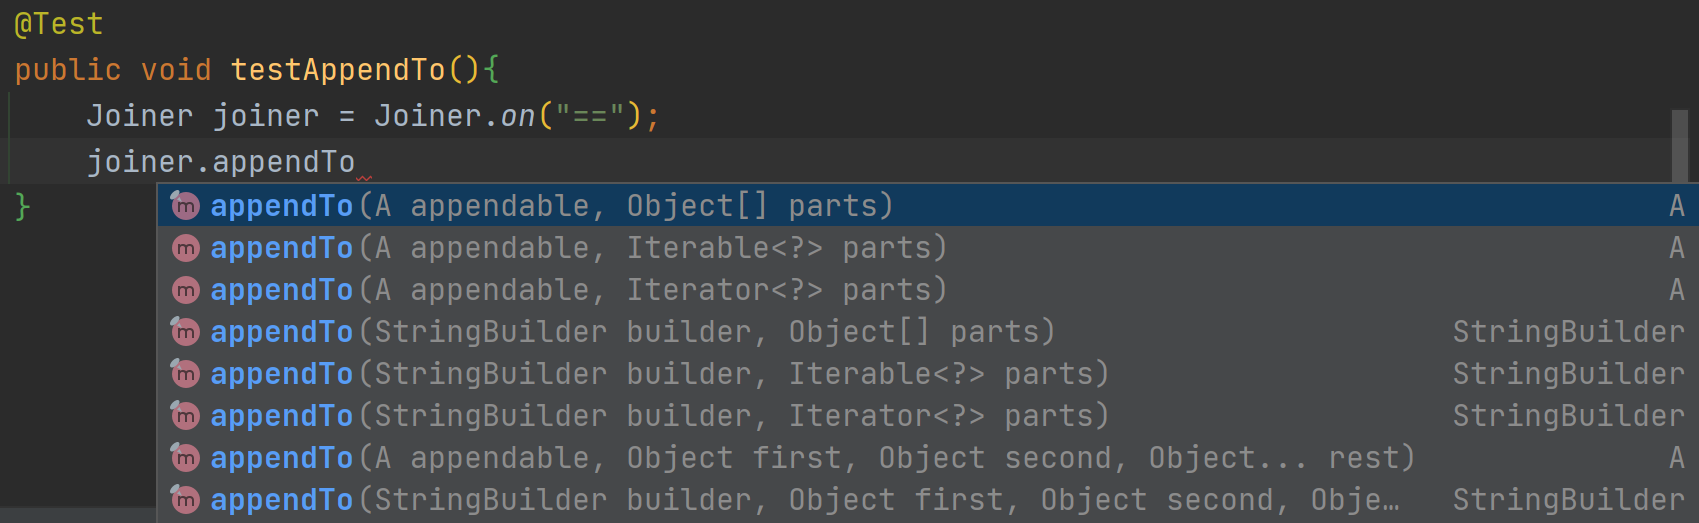 @Test
public void testAppendTo(){
    Joiner joiner = Joiner.on("==");
    joiner.appendTo
}
m appendTo(A appendable, Object[] parts) A
m appendTo(A appendable, Iterable<?> parts) A
m appendTo(A appendable, Iterator<?> parts) A
m appendTo(StringBuilder builder, Object[] parts) StringBuilder
m appendTo(StringBuilder builder, Iterable<?> parts) StringBuilder
m appendTo(StringBuilder builder, Iterator<?> parts) StringBuilder
m appendTo(A appendable, Object first, Object second, Object... rest) A
m appendTo(StringBuilder builder, Object first, Object second, Obje… StringBuilder